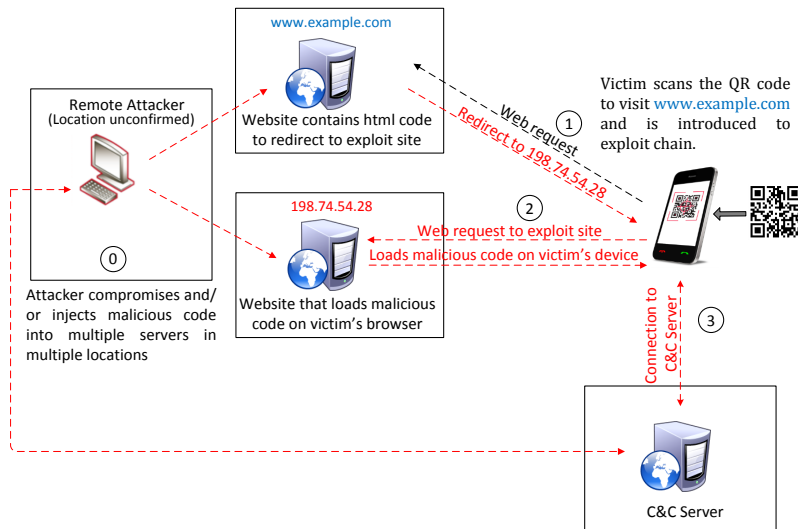 www.example.com
Website contains html code
to redirect to exploit site
Remote Attacker
(Location unconfirmed)
0
Attacker compromises and/
or injects malicious code
into multiple servers in
multiple locations
198.74.54.28
Website that loads malicious
code on victim's browser
Web request
Redirect to 198.74.54.28
1
Victim scans the QR code
to visit www.example.com
and is introduced to
exploit chain.
2
Web request to exploit site
Loads malicious code on victim's device
Connection to
C&C Server
3
C&C Server